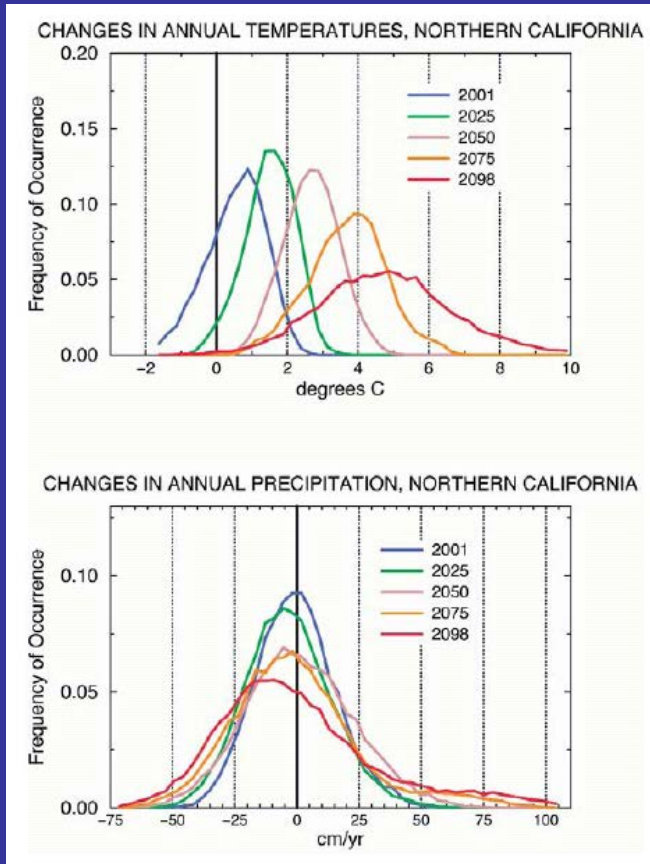 CHANGES IN ANNUAL TEMPERATURES, NORTHERN CALIFORNIA
0.20
0.15
0.10
0.05
0.00
Frequency of Occurrence
2001
2025
2050
2075
2098
−2 0 2 4 6 8 10
degrees C
CHANGES IN ANNUAL PRECIPITATION, NORTHERN CALIFORNIA
0.10
0.05
0.00
Frequency of Occurrence
2001
2025
2050
2075
2098
−75 −50 −25 0 25 50 75 100
cm/yr